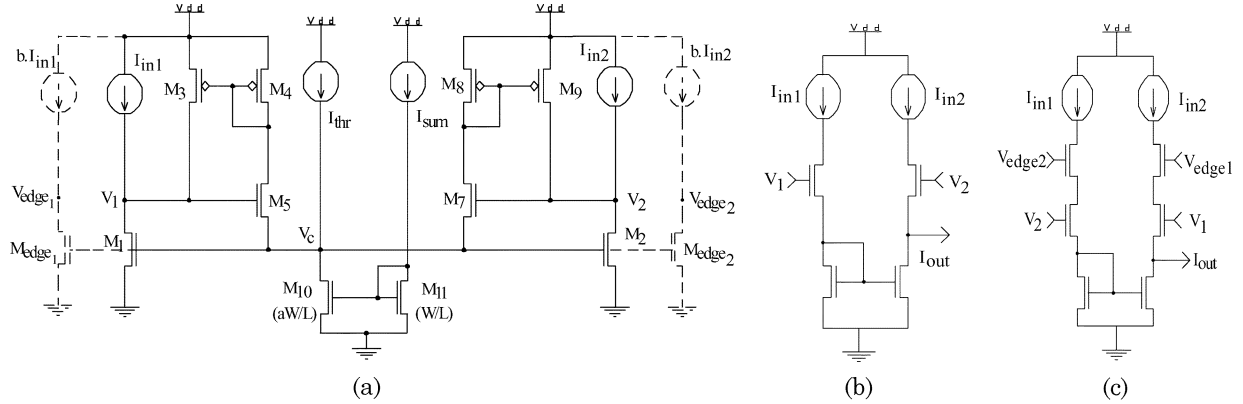 Vdd
Vdd
Vdd
Vdd
b.Iin1
Iin1
M3
M4
Ithr
Isum
M8
M9
Iin2
b.Iin2
Vedge1
V1
M5
M7
V2
Vedge2
Medge1
M1
Vc
M2
Medge2
M10
(aW/L)
M11
(W/L)
(a)
Vdd
Iin1
Iin2
V1
V2
Iout
(b)
Vdd
Iin1
Iin2
Vedge2
Vedge1
V2
V1
Iout
(c)